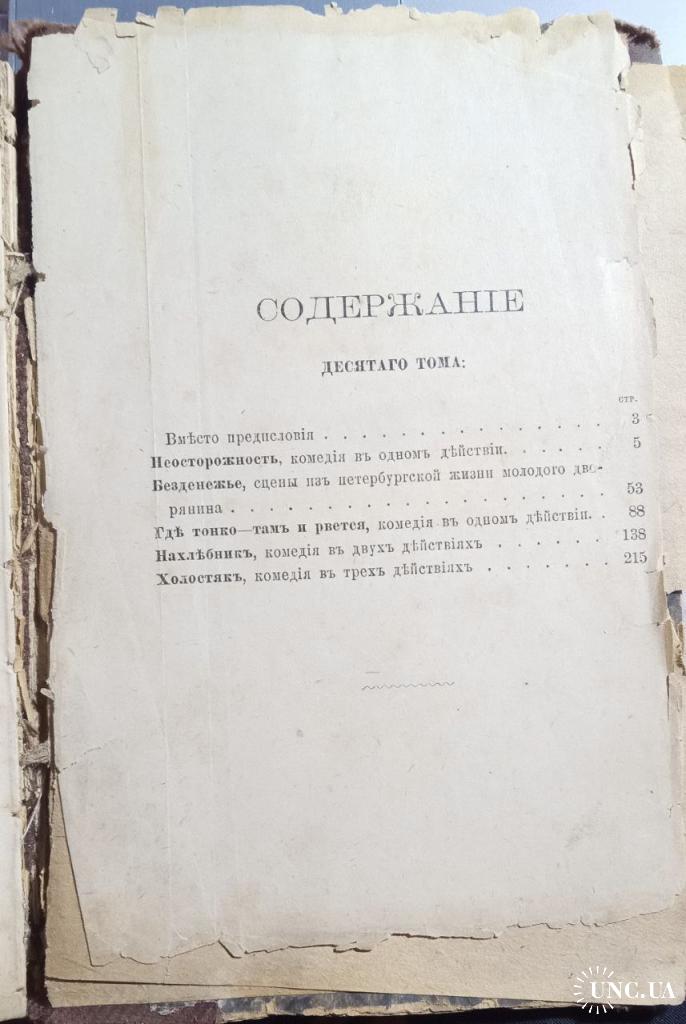 СОДЕРЖАНІЕ
ДЕСЯТАГО ТОМА:
СТР.
Вмѣсто предисловія . . . . . . . . . . . . . . . 3
Неосторожность, комедія въ одномъ дѣйствіи. . . . . . 5
Безденежье, сцены изъ петербургской жизни молодого дво-
рянина . . . . . . . . . . . . . . . . . . . 53
Гдѣ тонко—тамъ и рвется, комедія въ одномъ дѣйствіи. . 88
Нахлѣбникъ, комедія въ двухъ дѣйствіяхъ . . . . . . 138
Холостякъ, комедія въ трехъ дѣйствіяхъ . . . . . . . 215
UNC.UA